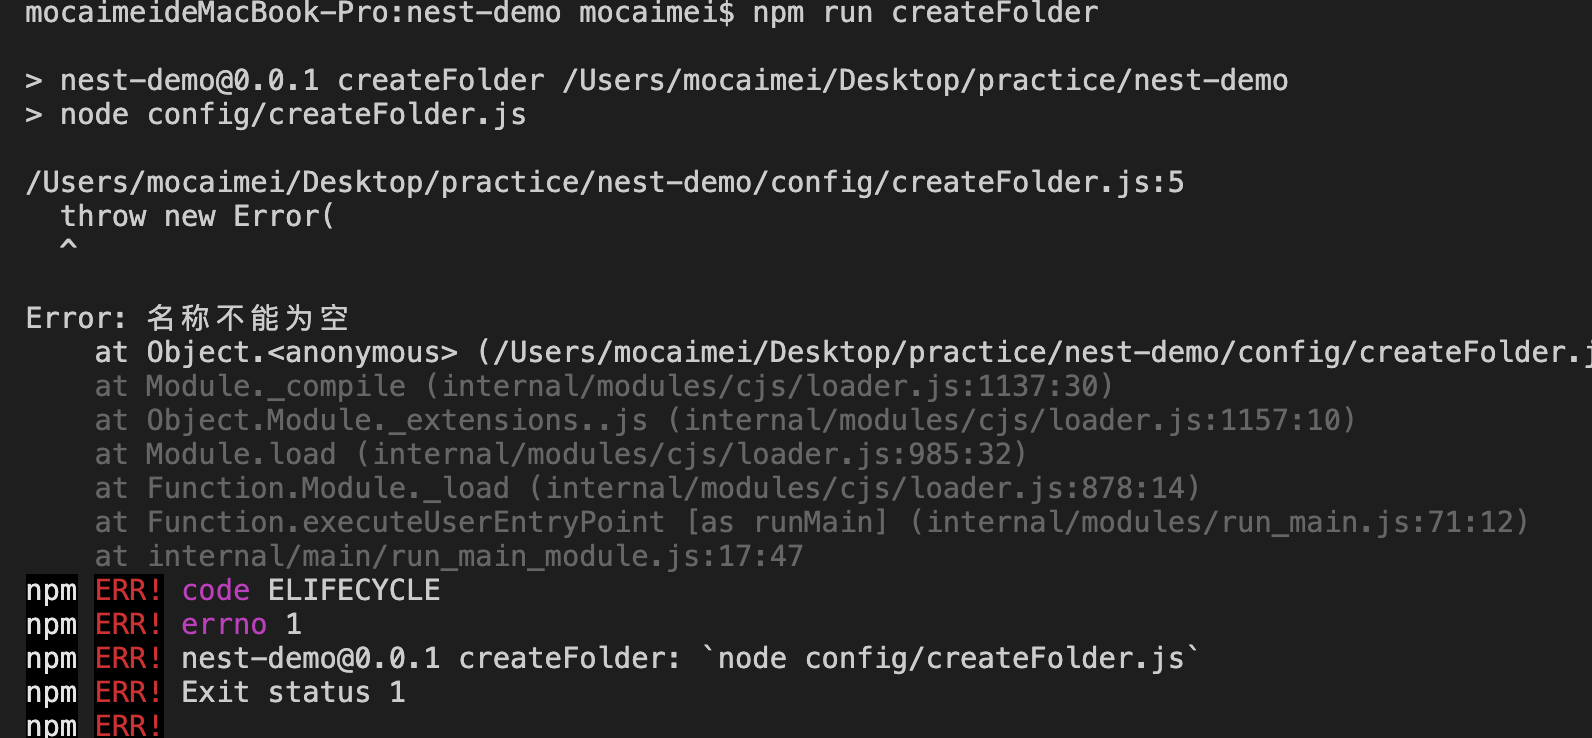 mocaimeideMacBook-Pro:nest-demo mocaimei$ npm run createFolder
> nest-demo@0.0.1 createFolder /Users/mocaimei/Desktop/practice/nest-demo
> node config/createFolder.js
/Users/mocaimei/Desktop/practice/nest-demo/config/createFolder.js:5
throw new Error(
^
Error: 名称不能为空
at Object.<anonymous> (/Users/mocaimei/Desktop/practice/nest-demo/config/createFolder.j
at Module._compile (internal/modules/cjs/loader.js:1137:30)
at Object.Module._extensions..js (internal/modules/cjs/loader.js:1157:10)
at Module.load (internal/modules/cjs/loader.js:985:32)
at Function.Module._load (internal/modules/cjs/loader.js:878:14)
at Function.executeUserEntryPoint [as runMain] (internal/modules/run_main.js:71:12)
at internal/main/run_main_module.js:17:47
npm ERR! code ELIFECYCLE
npm ERR! errno 1
npm ERR! nest-demo@0.0.1 createFolder: `node config/createFolder.js`
npm ERR! Exit status 1
npm ERR!